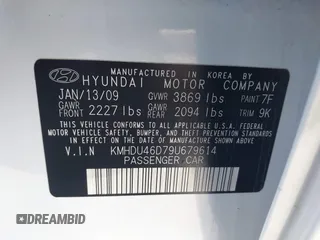 MANUFACTURED BY
HYUNDAI MOTOR COMPANY
JAN/13/09 GVWR 3869 lbs PAINT 7F
GAWR FRONT 2227 lbs GAWR REAR 2094 lbs TRIM 9K
THIS VEHICLE CONFORMS TO ALL APPLICABLE
FEDERAL MOTOR VEHICLE SAFETY, BUMPER, AND
THEFT PREVENTION STANDARDS IN EFFECT ON
THE DATE OF MANUFACTURE SHOWN ABOVE.
V.I.N KMHDU46D79U679614
PASSENGER CAR
DREAMBID
DREAMBID.COM